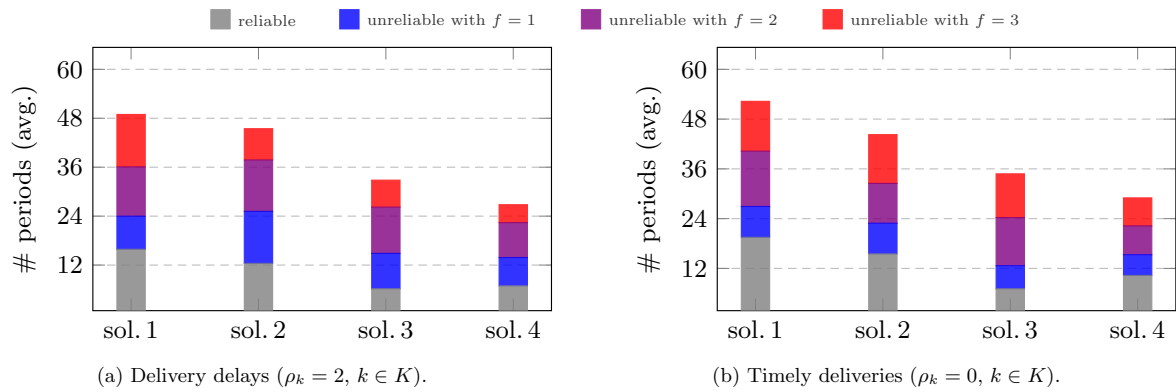 reliable unreliable with f = 1 unreliable with f = 2 unreliable with f = 3
# periods (avg.)
60
48
36
24
12
sol. 1 sol. 2 sol. 3 sol. 4
(a) Delivery delays (ρₖ = 2, k ∈ K).
# periods (avg.)
60
48
36
24
12
sol. 1 sol. 2 sol. 3 sol. 4
(b) Timely deliveries (ρₖ = 0, k ∈ K).